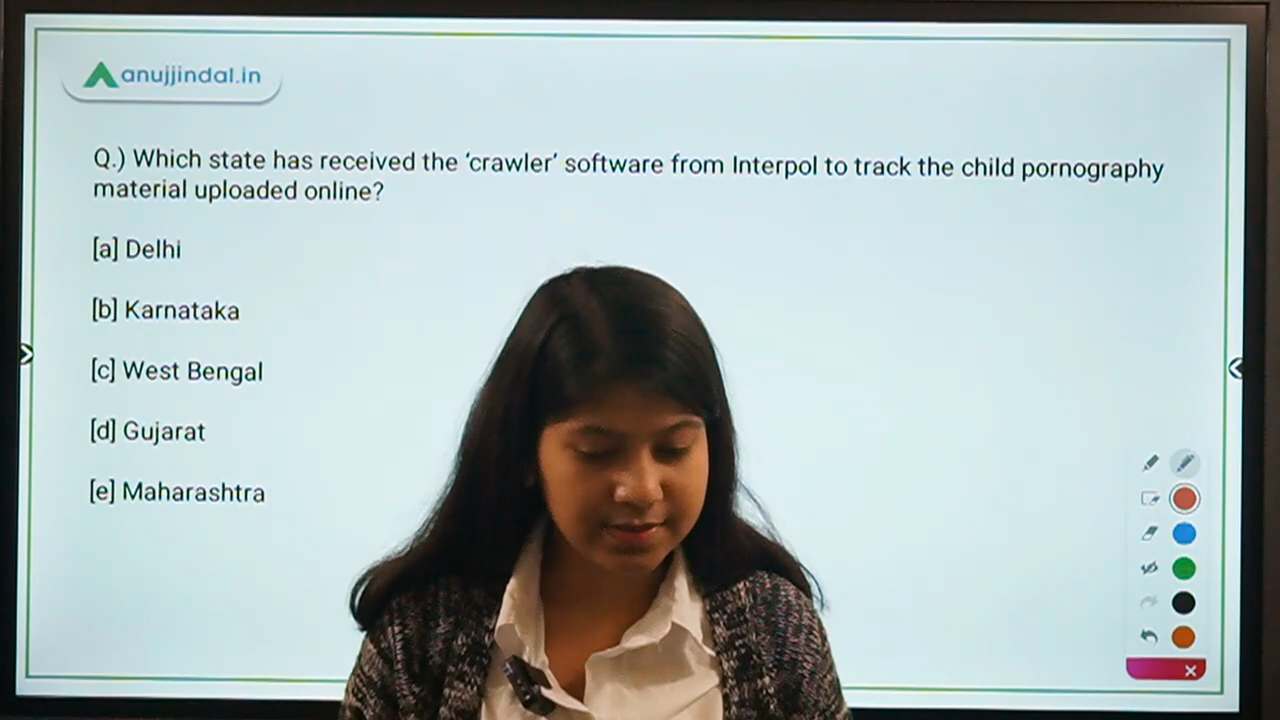 anujjindal.in
Q.) Which state has received the ‘crawler’ software from Interpol to track the child pornography
material uploaded online?
[a] Delhi
[b] Karnataka
[c] West Bengal
[d] Gujarat
[e] Maharashtra